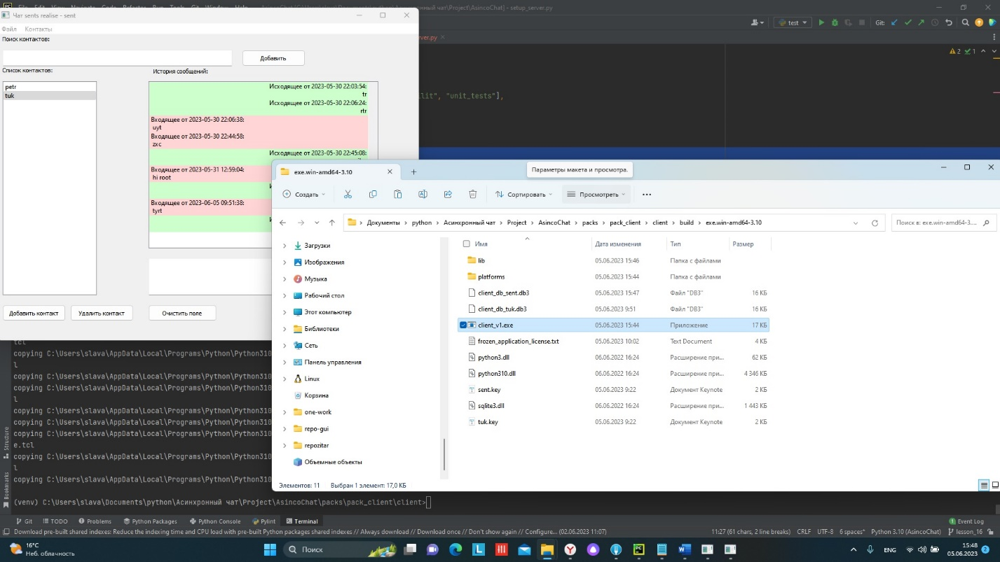 Чат sents realise - sent
Файл Контакты
Поиск контактов:
Добавить
Список контактов:
История сообщений:
petr
tuk
Исходящее от 2023-05-30 22:03:54:
tr
Исходящее от 2023-05-30 22:06:24:
rtr
Входящее от 2023-05-30 22:06:38:
uyt
Входящее от 2023-05-30 22:44:58:
zxc
Исходящее от 2023-05-30 22:45:08:
Входящее от 2023-05-31 12:59:04:
hi root
Входящее от 2023-06-05 09:51:38:
tyrt
Добавить контакт
Удалить контакт
Очистить поле
setup_server.py
test
Git:
2
1
"unit_tests"],
exe.win-amd64-3.10
Параметры макета и просмотра.
Создать
Сортировать
Просмотреть
Документы
python
Асинхронный чат
Project
AsincoChat
packs
pack_client
client
build
exe.win-amd64-3.10
Поиск в: exe.win-amd64-3....
Загрузки
Изображения
Музыка
Рабочий стол
Этот компьютер
Библиотеки
Сеть
Панель управления
Linux
Корзина
one-work
repo-gui
repozitar
Объемные объекты
Имя Дата изменения Тип Размер
lib 05.06.2023 15:46 Папка с файлами
platforms 05.06.2023 15:44 Папка с файлами
client_db_sent.db3 05.06.2023 15:47 Файл "DB3" 16 КБ
client_db_tuk.db3 05.06.2023 9:51 Файл "DB3" 16 КБ
client_v1.exe 05.06.2023 15:44 Приложение 17 КБ
frozen_application_license.txt 05.06.2023 10:02 Text Document 4 КБ
python3.dll 06.06.2022 16:24 Расширение при... 62 КБ
python310.dll 06.06.2022 16:24 Расширение при... 4 346 КБ
sent.key 05.06.2023 9:22 Документ Keynote 2 КБ
sqlite3.dll 06.06.2022 16:24 Расширение при... 1 443 КБ
tuk.key 05.06.2023 9:22 Документ Keynote 2 КБ
Элементов: 11 Выбран 1 элемент: 17,0 КБ
tcl
copying C:\Users\slava\AppData\Local\Programs\Python\Python310
l
copying C:\Users\slava\AppData\Local\Programs\Python\Python310
copying C:\Users\slava\AppData\Local\Programs\Python\Python310
l
copying C:\Users\slava\AppData\Local\Programs\Python\Python310
copying C:\Users\slava\AppData\Local\Programs\Python\Python310
copying C:\Users\slava\AppData\Local\Programs\Python\Python310
e.tcl
copying C:\Users\slava\AppData\Local\Programs\Python\Python310
l
copying C:\Users\slava\AppData\Local\Programs\Python\Python310
(venv) C:\Users\slava\Documents\python\Асинхронный чат\Project\AsincoChat\packs\pack_client\client>
Structure
Bookmarks
Git TODO Problems Python Packages Python Console Pylint Terminal
1 Event Log
Download pre-built shared indexes: Reduce the indexing time and CPU load with pre-built Python packages shared indexes // Always download // Download once // Don't show again // Configure... (02.06.2023 11:07)
11:27 (61 chars, 2 line breaks) CRLF UTF-8 6 spaces* Python 3.10 (AsincoChat) lesson_16
16°C
Neб. облачность
Поиск
ENG
15:48
05.06.2023
2